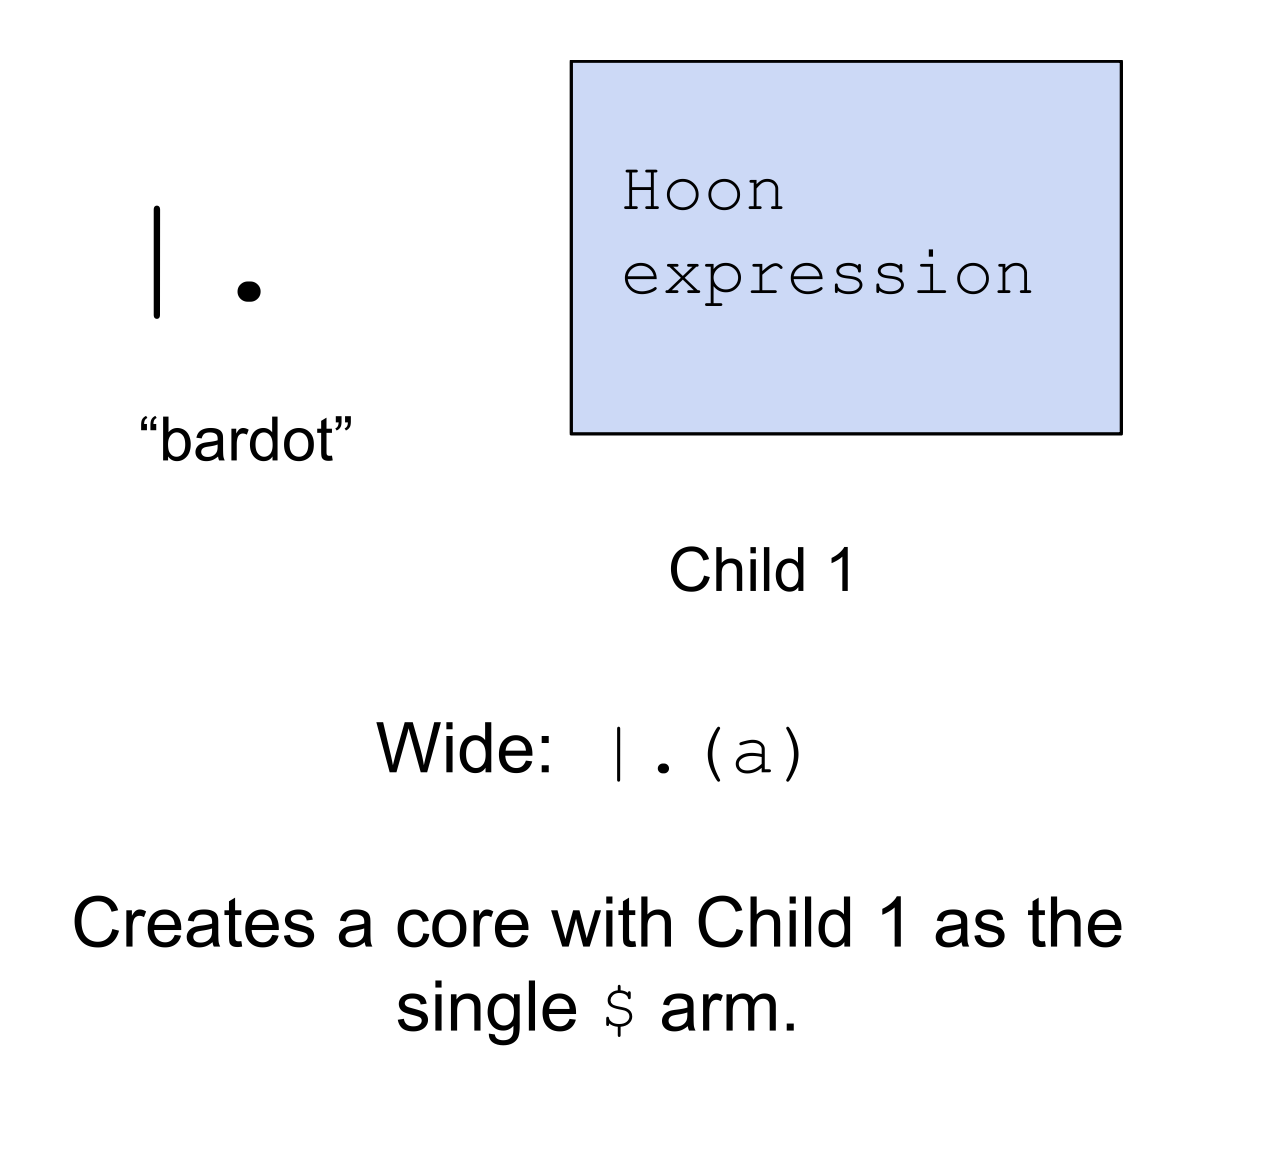 |.
“bardot”
Hoon
expression
Child 1
Wide: |.(a)
Creates a core with Child 1 as the
single $ arm.